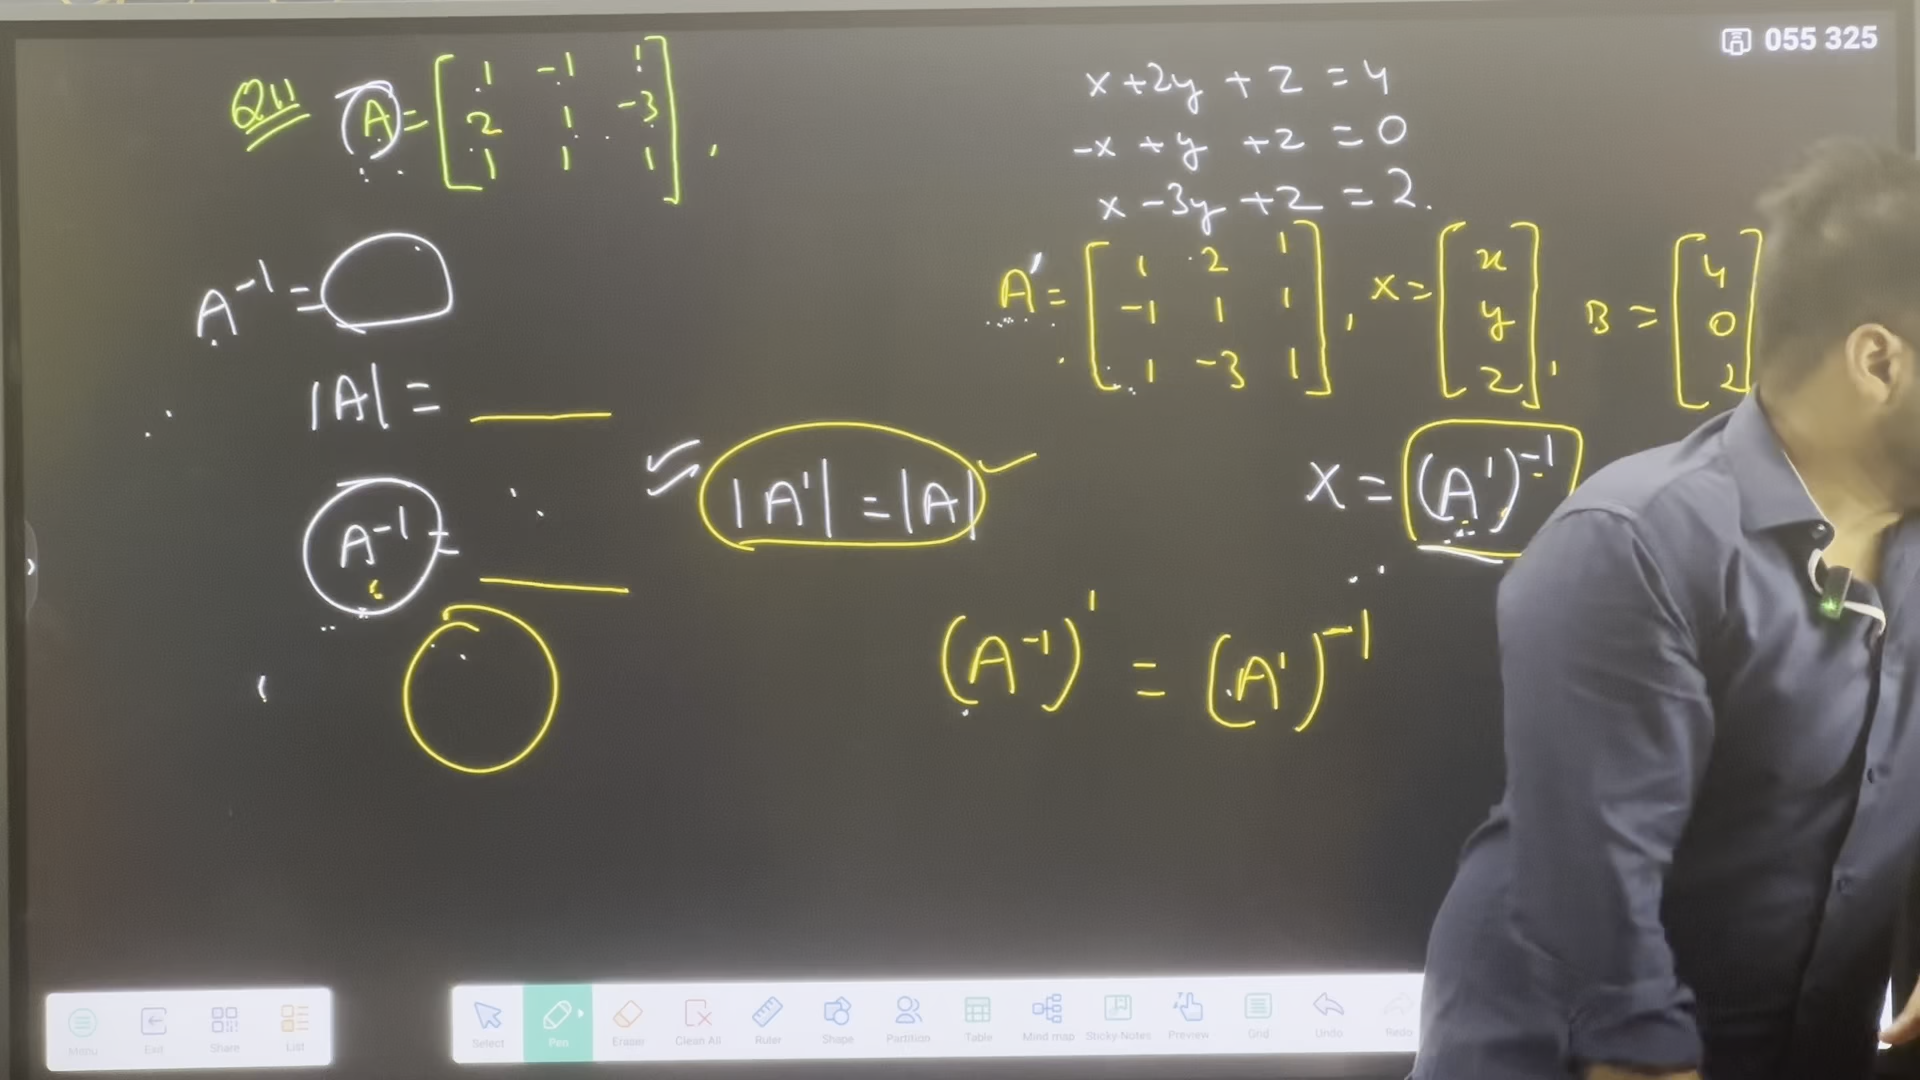 055 325
Q11 A = [ 1 -1 1
2 1 -3
1 1 1 ] ,
x + 2y + z = 4
-x + y + z = 0
x - 3y + z = 2.
A' = [ 1 2 1
-1 1 1
1 -3 1 ] , X = [ x
y
z ] , B = [ 4
0
2 ]
A⁻¹ =
|A| =
|A'| = |A|
X = (A')⁻¹
A⁻¹ =
(A⁻¹)' = (A')⁻¹
Menu Exit Share List
Select Pen Eraser Clean All Ruler Shape Partition Table Mind map Sticky-Notes Preview Grid Undo Redo